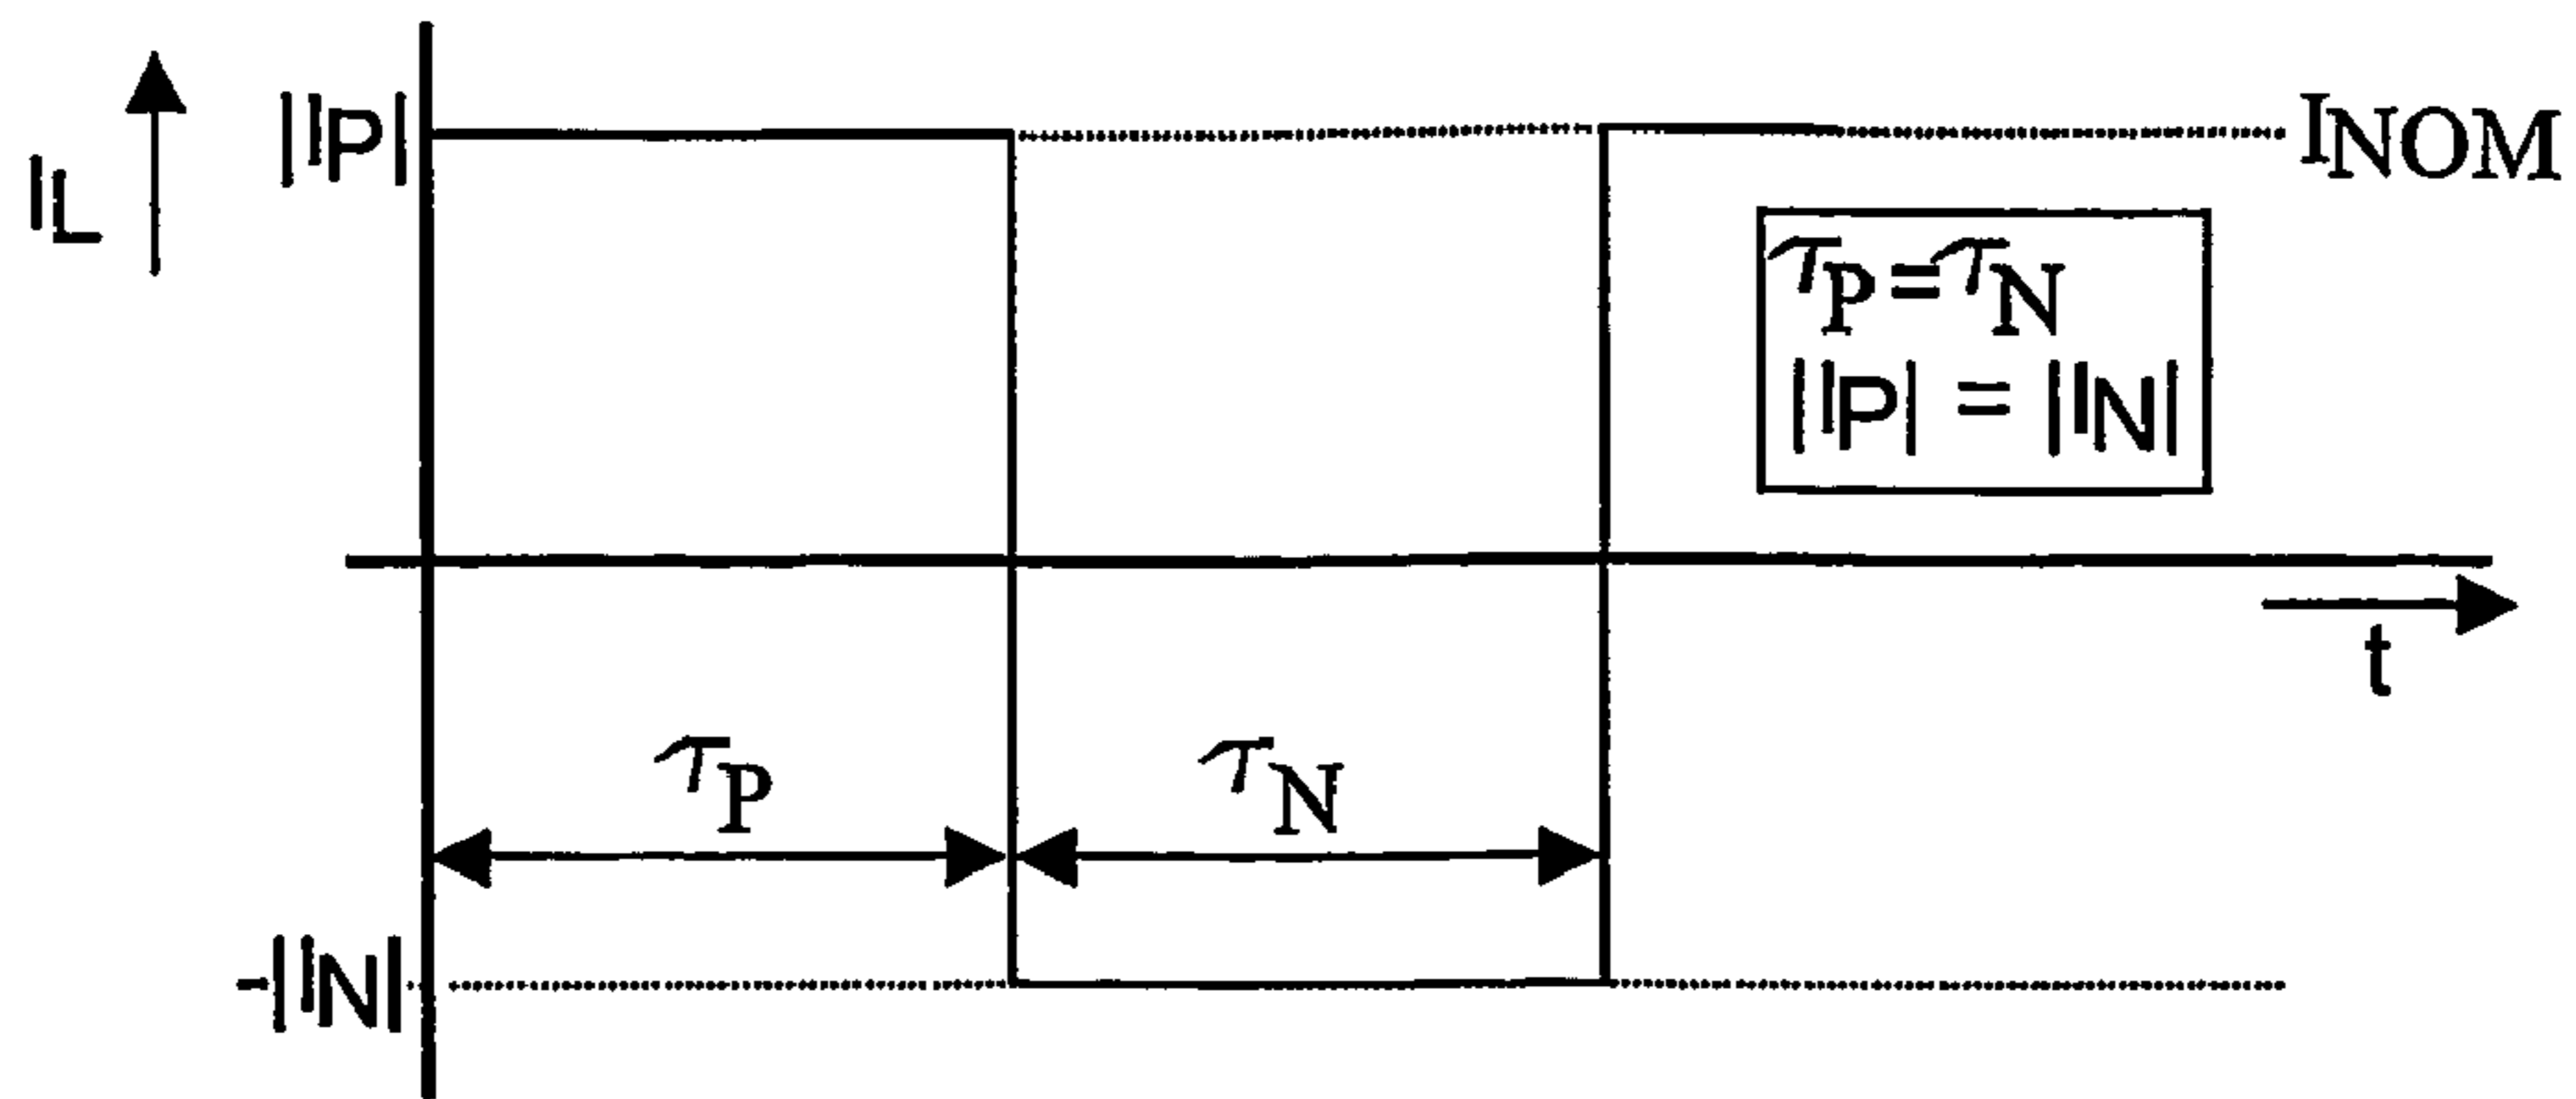 |IP|
INOM
IL
τP=τN
|IP| = |IN|
t
τP
τN
-|IN|